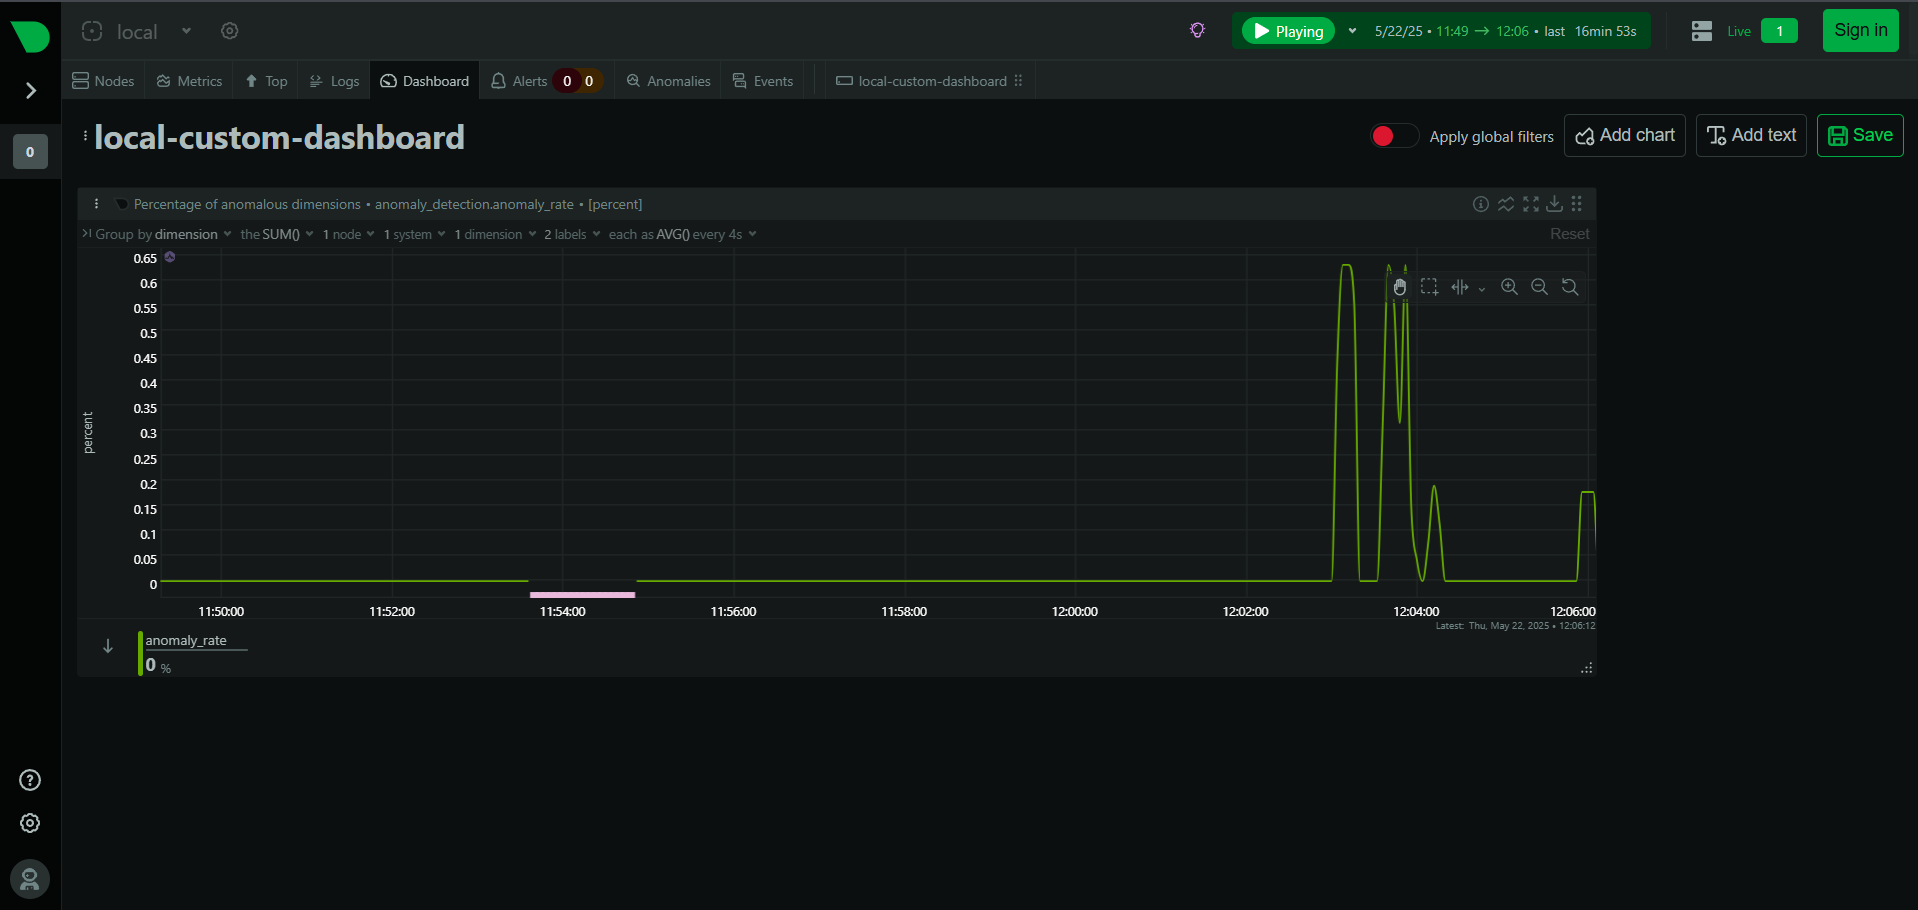 local
Playing 5/22/25 • 11:49 → 12:06 • last 16min 53s
Live 1
Sign in
Nodes Metrics Top Logs Dashboard Alerts 0 0 Anomalies Events local-custom-dashboard
0
local-custom-dashboard
Apply global filters Add chart Add text Save
Percentage of anomalous dimensions • anomaly_detection.anomaly_rate • [percent]
Group by dimension the SUM() 1 node 1 system 1 dimension 2 labels each as AVG() every 4s Reset
0.65
0.6
0.55
0.5
0.45
0.4
0.35
0.3
0.25
0.2
0.15
0.1
0.05
0
percent
11:50:00 11:52:00 11:54:00 11:56:00 11:58:00 12:00:00 12:02:00 12:04:00 12:06:00
Latest: Thu, May 22, 2025 • 12:06:12
anomaly_rate
0 %